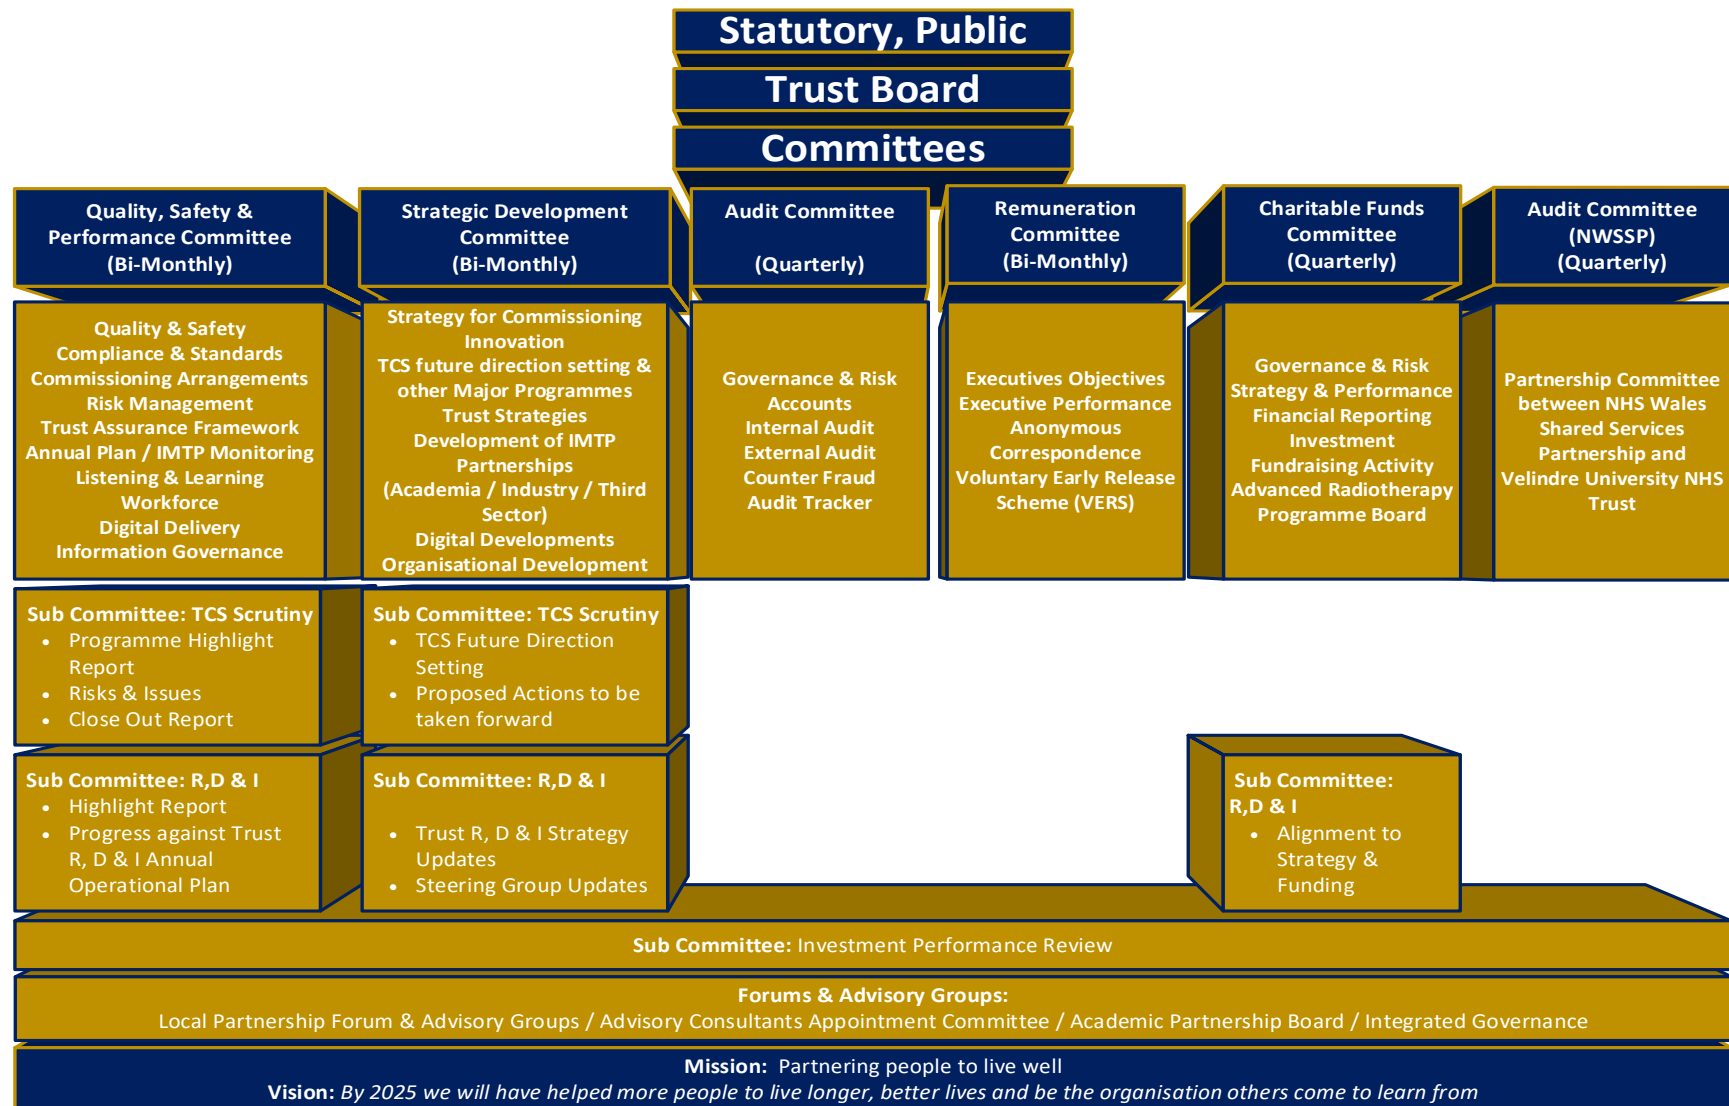 Statutory, Public
Trust Board
Committees
Quality, Safety &
Performance Committee
(Bi-Monthly)
Strategic Development
Committee
(Bi-Monthly)
Audit Committee
(Quarterly)
Remuneration
Committee
(Bi-Monthly)
Charitable Funds
Committee
(Quarterly)
Audit Committee
(NWSSP)
(Quarterly)
Quality & Safety
Compliance & Standards
Commissioning Arrangements
Risk Management
Trust Assurance Framework
Annual Plan / IMTP Monitoring
Listening & Learning
Workforce
Digital Delivery
Information Governance
Strategy for Commissioning
Innovation
TCS future direction setting &
other Major Programmes
Trust Strategies
Development of IMTP
Partnerships
(Academia / Industry / Third
Sector)
Digital Developments
Organisational Development
Governance & Risk
Accounts
Internal Audit
External Audit
Counter Fraud
Audit Tracker
Executives Objectives
Executive Performance
Anonymous
Correspondence
Voluntary Early Release
Scheme (VERS)
Governance & Risk
Strategy & Performance
Financial Reporting
Investment
Fundraising Activity
Advanced Radiotherapy
Programme Board
Partnership Committee
between NHS Wales
Shared Services
Partnership and
Velindre University NHS
Trust
Sub Committee: TCS Scrutiny
• Programme Highlight
Report
• Risks & Issues
• Close Out Report
Sub Committee: TCS Scrutiny
• TCS Future Direction
Setting
• Proposed Actions to be
taken forward
Sub Committee: R,D & I
• Highlight Report
• Progress against Trust
R, D & I Annual
Operational Plan
Sub Committee: R,D & I
• Trust R, D & I Strategy
Updates
• Steering Group Updates
Sub Committee:
R,D & I
• Alignment to
Strategy &
Funding
Sub Committee: Investment Performance Review
Forums & Advisory Groups:
Local Partnership Forum & Advisory Groups / Advisory Consultants Appointment Committee / Academic Partnership Board / Integrated Governance
Mission: Partnering people to live well
Vision: By 2025 we will have helped more people to live longer, better lives and be the organisation others come to learn from